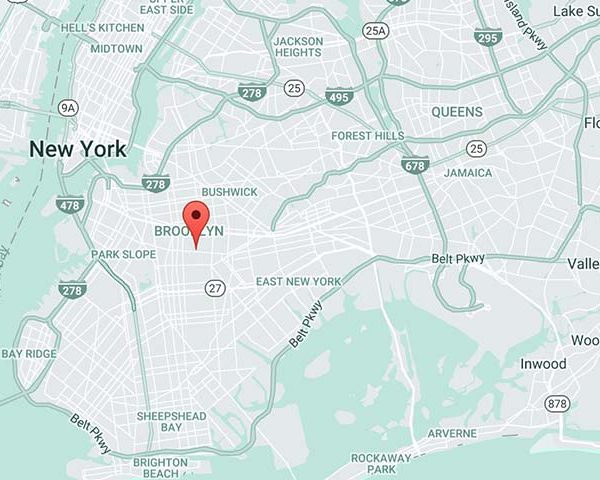 UPPER
EAST SIDE
Lake Su
Island Pkwy
HELL'S KITCHEN
MIDTOWN
25A
295
JACKSON
HEIGHTS
278
25
495
9A
QUEENS
Flo
FOREST HILLS
New York
25
678
JAMAICA
278
BUSHWICK
478
BROOKLYN
PARK SLOPE
Belt Pkwy
Valle
278
27
EAST NEW YORK
Belt Pkwy
BAY RIDGE
Woo
Inwood
878
SHEEPSHEAD
BAY
Belt Pkwy
ARVERNE
BRIGHTON
BEACH
ROCKAWAY
PARK